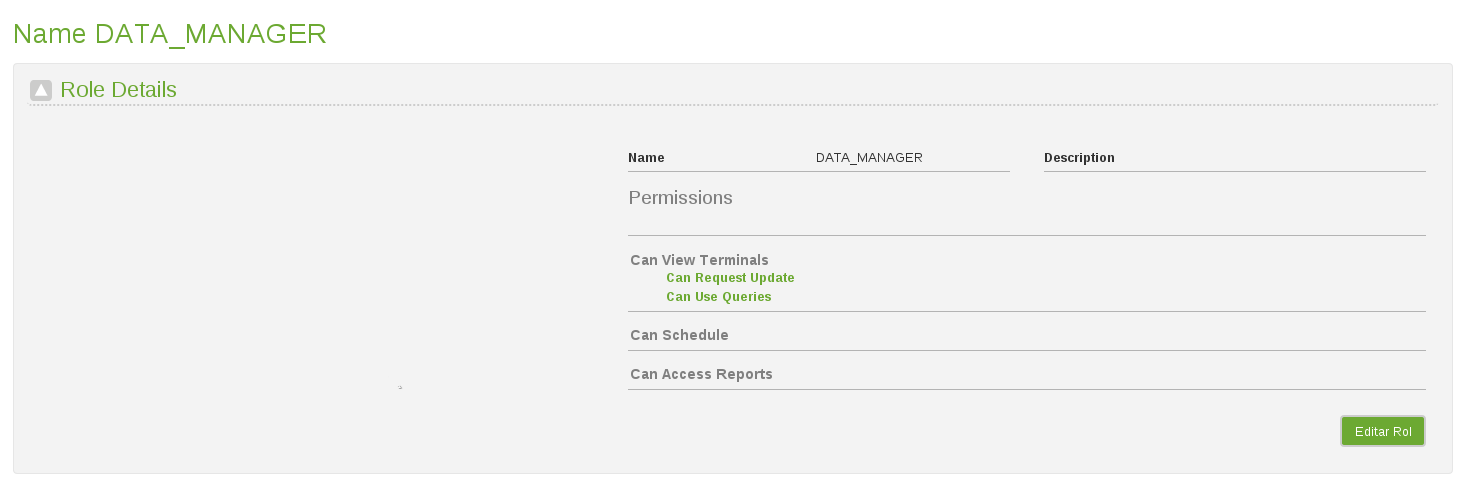 Name DATA_MANAGER
Role Details
Name DATA_MANAGER Description
Permissions
Can View Terminals
Can Request Update
Can Use Queries
Can Schedule
Can Access Reports
Editar Rol